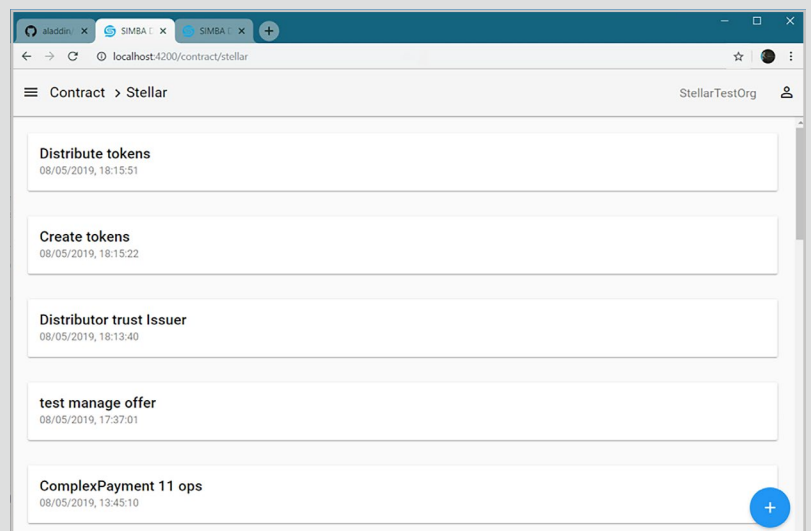 aladdin/
SIMBA D
SIMBA D
localhost:4200/contract/stellar
Contract > Stellar
StellarTestOrg
Distribute tokens
08/05/2019, 18:15:51
Create tokens
08/05/2019, 18:15:22
Distributor trust Issuer
08/05/2019, 18:13:40
test manage offer
08/05/2019, 17:37:01
ComplexPayment 11 ops
08/05/2019, 13:45:10